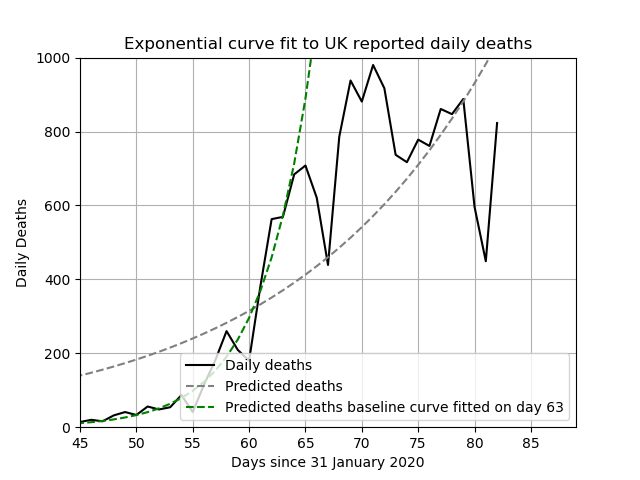 Exponential curve fit to UK reported daily deaths
1000
800
600
400
200
0
Daily Deaths
Daily deaths
Predicted deaths
Predicted deaths baseline curve fitted on day 63
45 50 55 60 65 70 75 80 85
Days since 31 January 2020